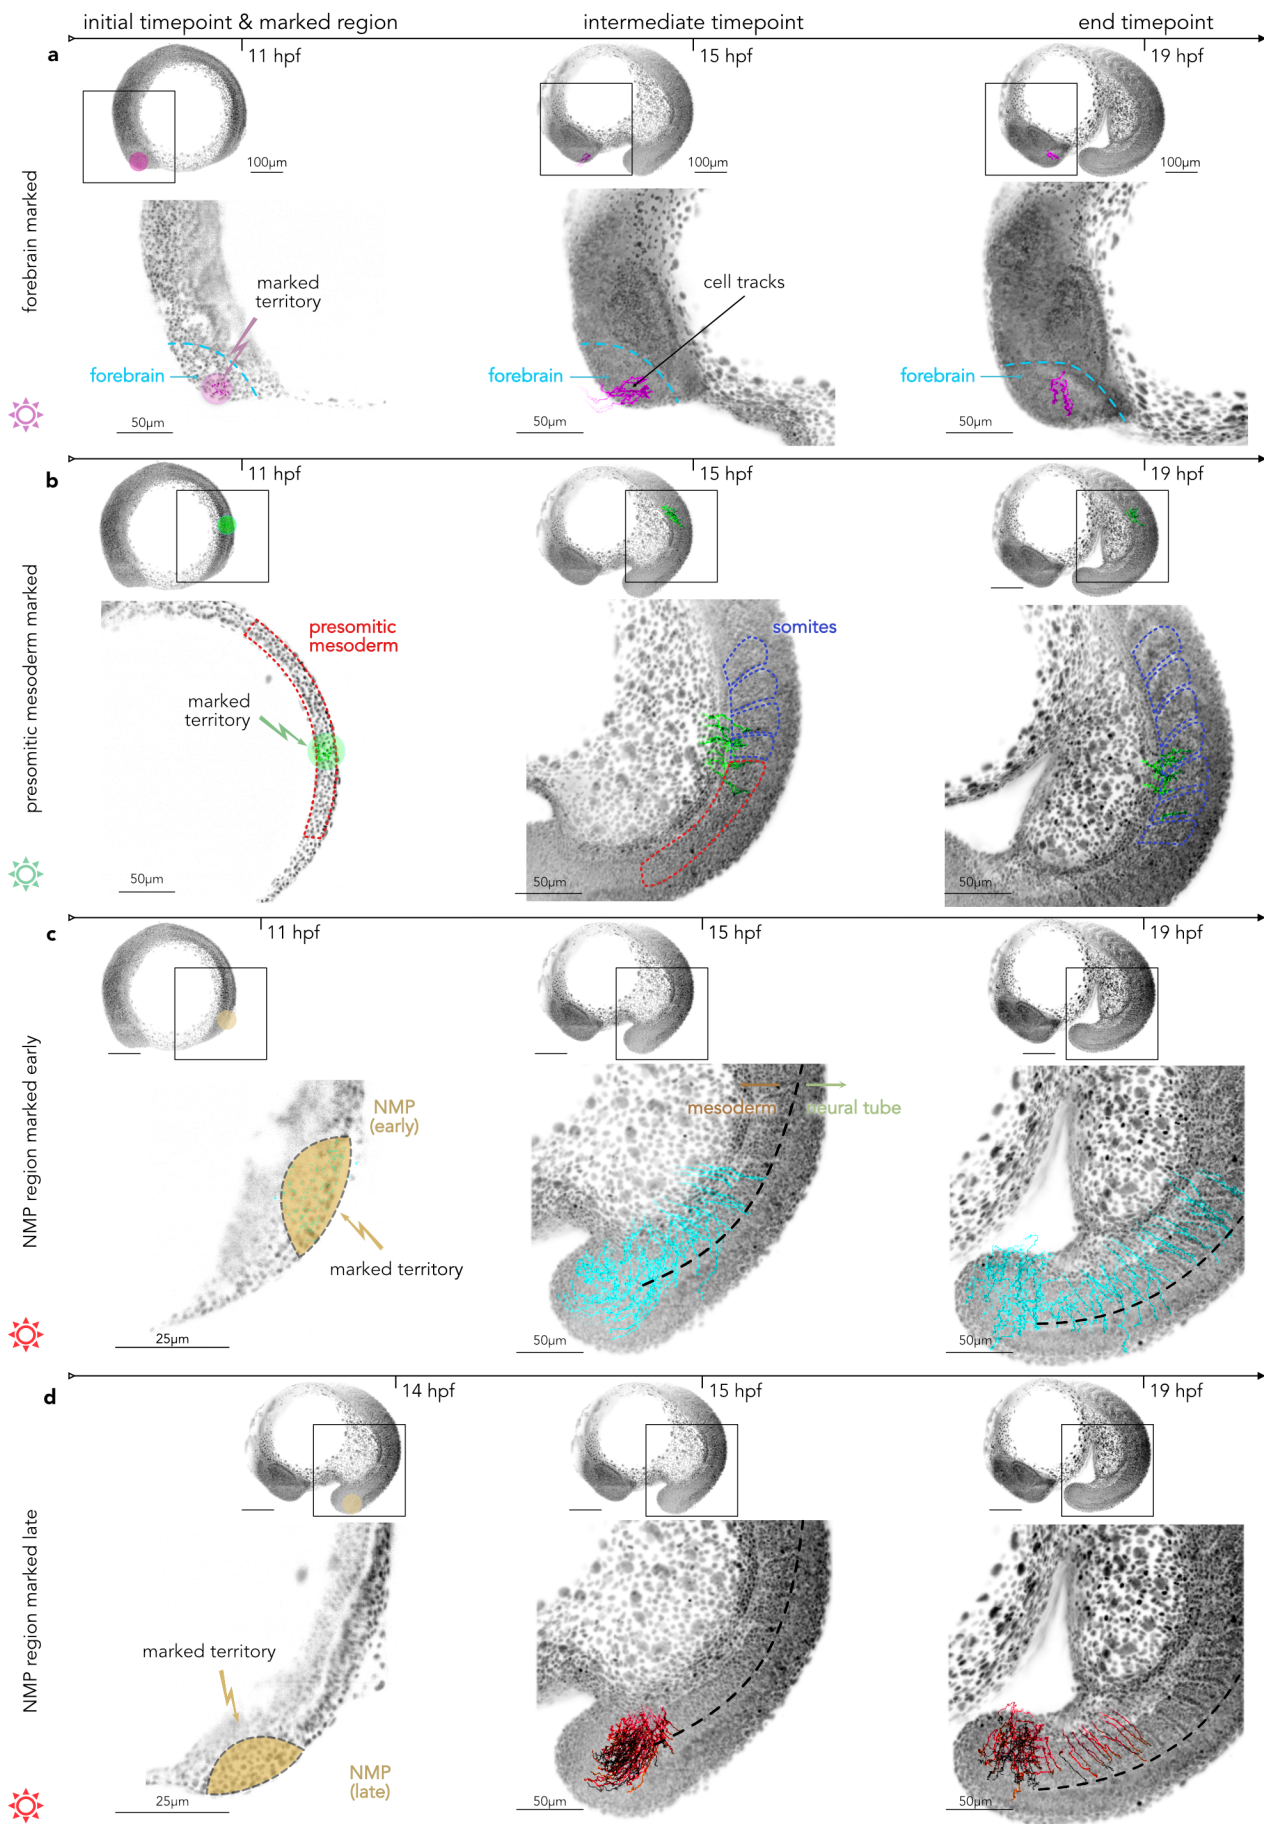 initial timepoint & marked region
intermediate timepoint
end timepoint
a
11 hpf
15 hpf
19 hpf
forebrain marked
100µm
100µm
100µm
marked
territory
cell tracks
forebrain
forebrain
forebrain
50µm
50µm
50µm
b
11 hpf
15 hpf
19 hpf
presomitic mesoderm marked
presomitic
mesoderm
somites
marked
territory
50µm
50µm
50µm
c
11 hpf
15 hpf
19 hpf
NMP region marked early
NMP
(early)
mesoderm
neural tube
marked territory
25µm
50µm
50µm
d
14 hpf
15 hpf
19 hpf
NMP region marked late
marked territory
NMP
(late)
25µm
50µm
50µm